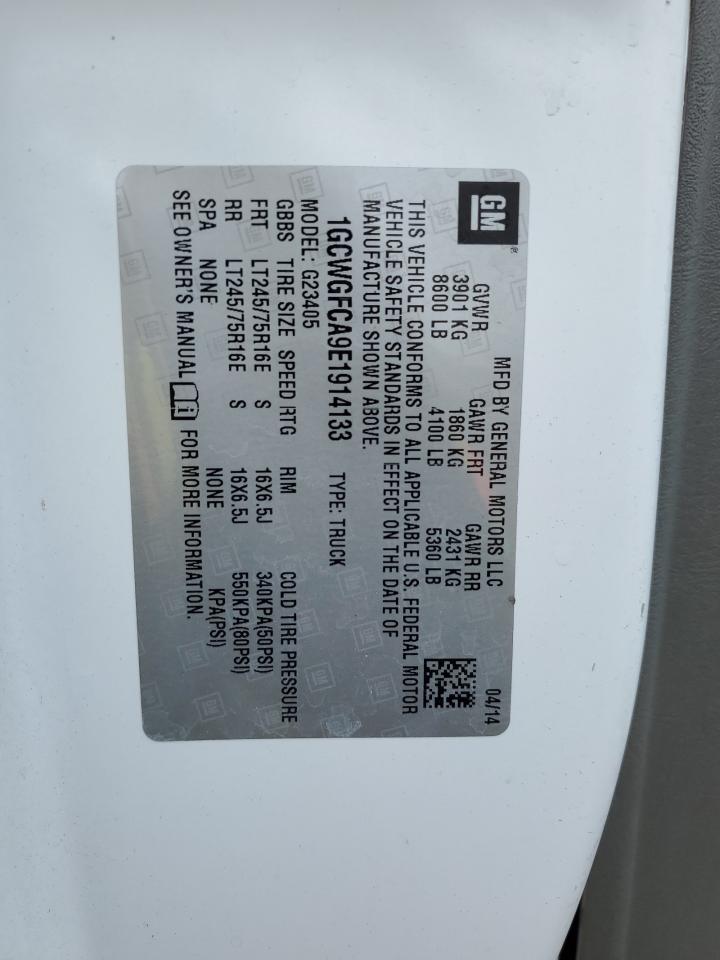 GM®
MFD BY GENERAL MOTORS LLC 04/14
GVWR GAWR FRT GAWR RR
3901 KG 1860 KG 2431 KG
8600 LB 4100 LB 5360 LB
THIS VEHICLE CONFORMS TO ALL APPLICABLE U.S. FEDERAL MOTOR
VEHICLE SAFETY STANDARDS IN EFFECT ON THE DATE OF
MANUFACTURE SHOWN ABOVE.
1GCWGFCA9E1914133 TYPE: TRUCK
MODEL: G23405
GBBS TIRE SIZE SPEED RTG RIM COLD TIRE PRESSURE
FRT LT245/75R16E S 16X6.5J 340KPA(50PSI)
RR LT245/75R16E S 16X6.5J 550KPA(80PSI)
SPA NONE NONE KPA(PSI)
SEE OWNER'S MANUAL i FOR MORE INFORMATION.